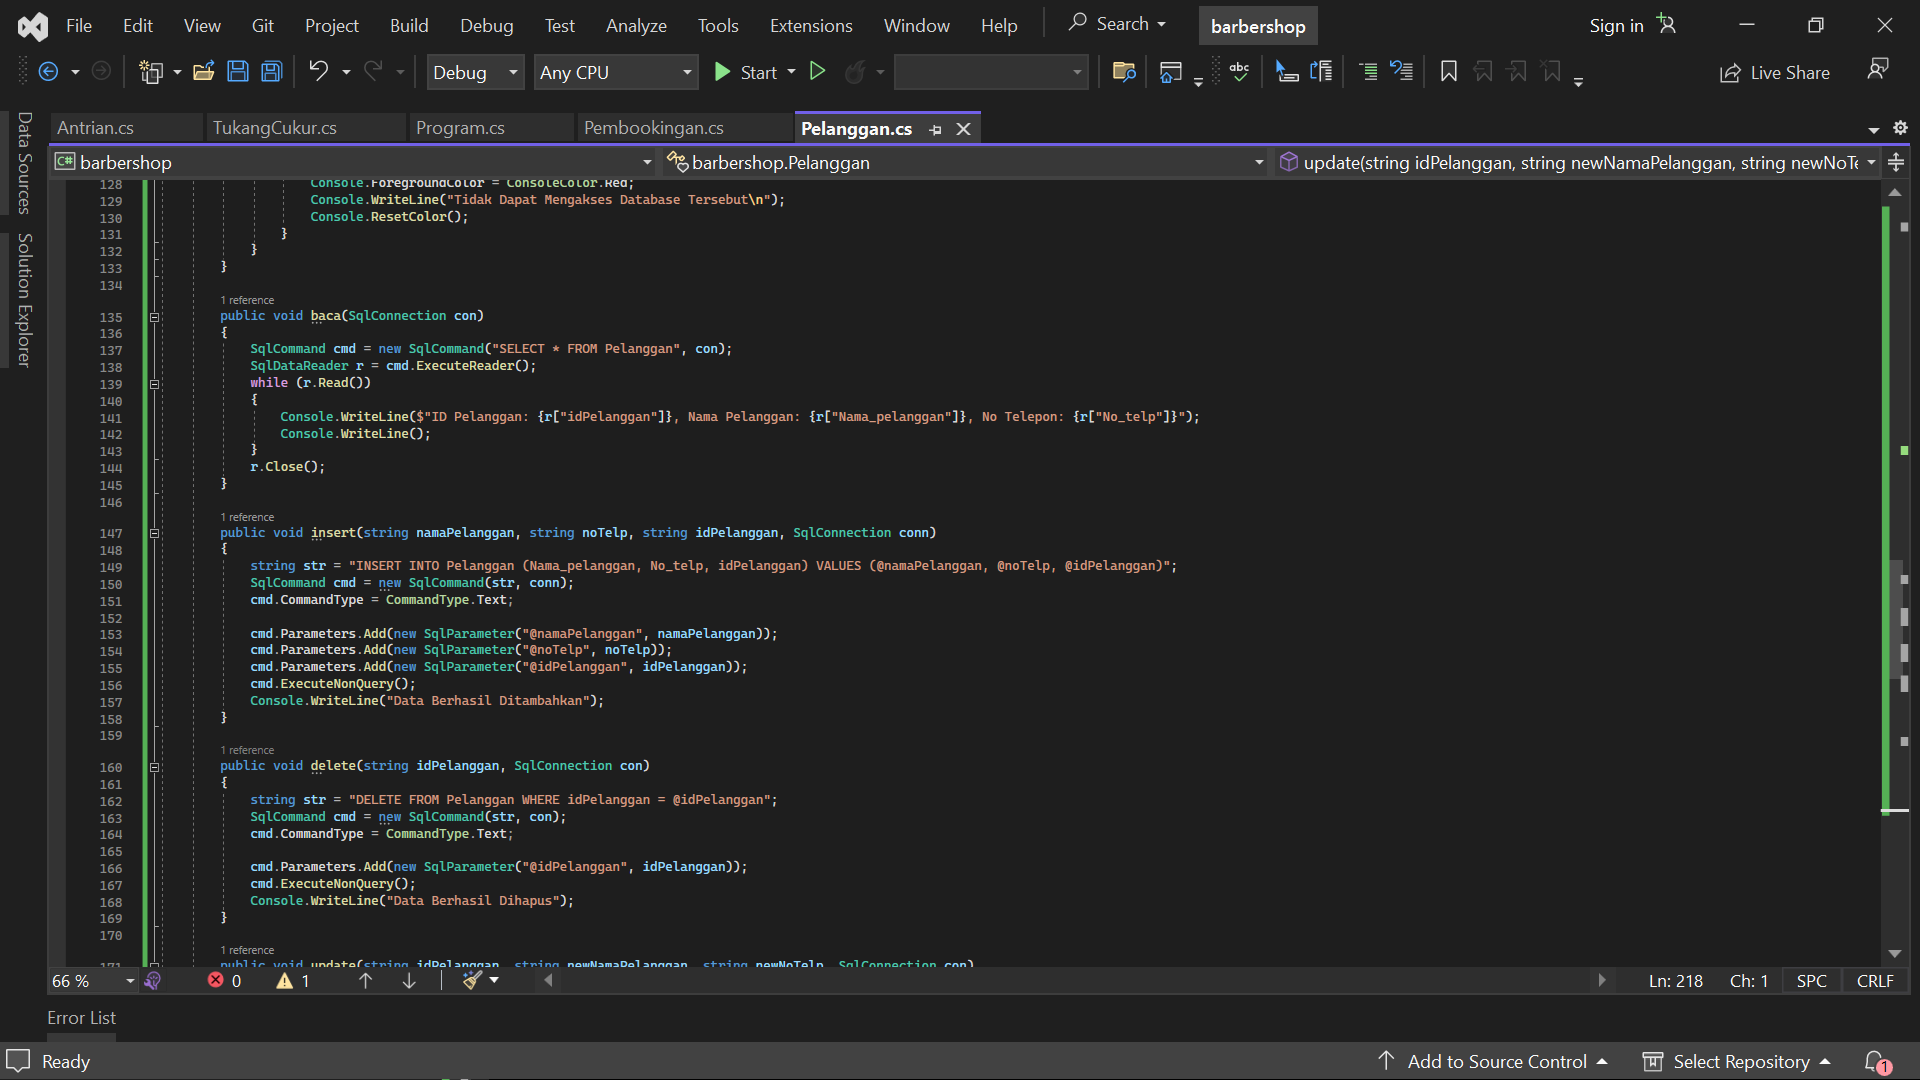 File Edit View Git Project Build Debug Test Analyze Tools Extensions Window Help Search barbershop Sign in
Debug Any CPU Start Live Share
Data Sources
Solution Explorer
Antrian.cs TukangCukur.cs Program.cs Pembookingan.cs Pelanggan.cs
C# barbershop barbershop.Pelanggan update(string idPelanggan, string newNamaPelanggan, string newNoTe
128 Console.ForegroundColor = ConsoleColor.Red;
129 Console.WriteLine("Tidak Dapat Mengakses Database Tersebut\n");
130 Console.ResetColor();
131 }
132 }
133 }
134
1 reference
135 public void baca(SqlConnection con)
136 {
137 SqlCommand cmd = new SqlCommand("SELECT * FROM Pelanggan", con);
138 SqlDataReader r = cmd.ExecuteReader();
139 while (r.Read())
140 {
141 Console.WriteLine($"ID Pelanggan: {r["idPelanggan"]}, Nama Pelanggan: {r["Nama_pelanggan"]}, No Telepon: {r["No_telp"]}");
142 Console.WriteLine();
143 }
144 r.Close();
145 }
146
1 reference
147 public void insert(string namaPelanggan, string noTelp, string idPelanggan, SqlConnection conn)
148 {
149 string str = "INSERT INTO Pelanggan (Nama_pelanggan, No_telp, idPelanggan) VALUES (@namaPelanggan, @noTelp, @idPelanggan)";
150 SqlCommand cmd = new SqlCommand(str, conn);
151 cmd.CommandType = CommandType.Text;
152
153 cmd.Parameters.Add(new SqlParameter("@namaPelanggan", namaPelanggan));
154 cmd.Parameters.Add(new SqlParameter("@noTelp", noTelp));
155 cmd.Parameters.Add(new SqlParameter("@idPelanggan", idPelanggan));
156 cmd.ExecuteNonQuery();
157 Console.WriteLine("Data Berhasil Ditambahkan");
158 }
159
1 reference
160 public void delete(string idPelanggan, SqlConnection con)
161 {
162 string str = "DELETE FROM Pelanggan WHERE idPelanggan = @idPelanggan";
163 SqlCommand cmd = new SqlCommand(str, con);
164 cmd.CommandType = CommandType.Text;
165
166 cmd.Parameters.Add(new SqlParameter("@idPelanggan", idPelanggan));
167 cmd.ExecuteNonQuery();
168 Console.WriteLine("Data Berhasil Dihapus");
169 }
170
1 reference
171 public void update(string idPelanggan, string newNamaPelanggan, string newNoTelp, SqlConnection con)
66 % 0 1 Ln: 218 Ch: 1 SPC CRLF
Error List
Ready Add to Source Control Select Repository 1